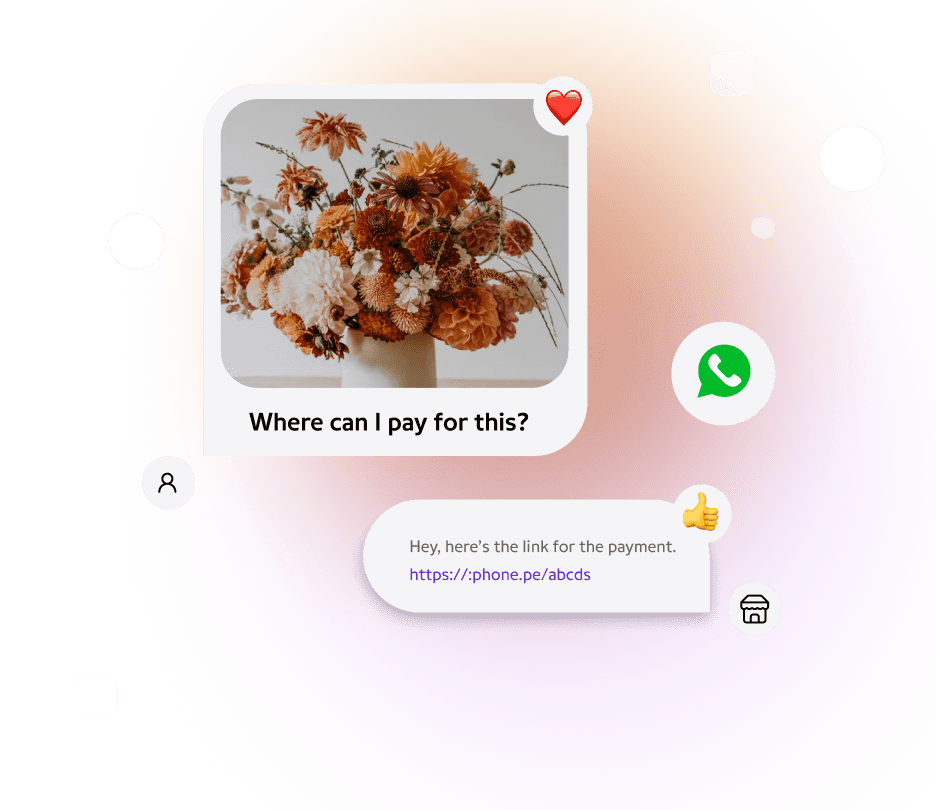 Where can I pay for this?
Hey, here’s the link for the payment.
https://:phone.pe/abcds